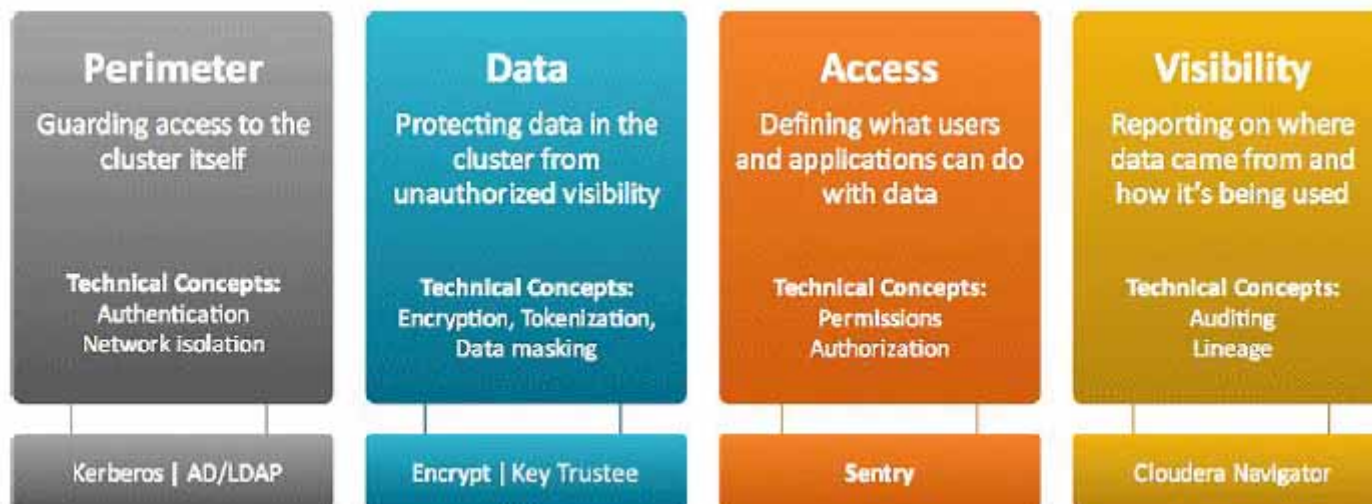 Perimeter
Guarding access to the
cluster itself
Technical Concepts:
Authentication
Network isolation
Kerberos | AD/LDAP
Data
Protecting data in the
cluster from
unauthorized visibility
Technical Concepts:
Encryption, Tokenization,
Data masking
Encrypt | Key Trustee
Access
Defining what users
and applications can do
with data
Technical Concepts:
Permissions
Authorization
Sentry
Visibility
Reporting on where
data came from and
how it's being used
Technical Concepts:
Auditing
Lineage
Cloudera Navigator